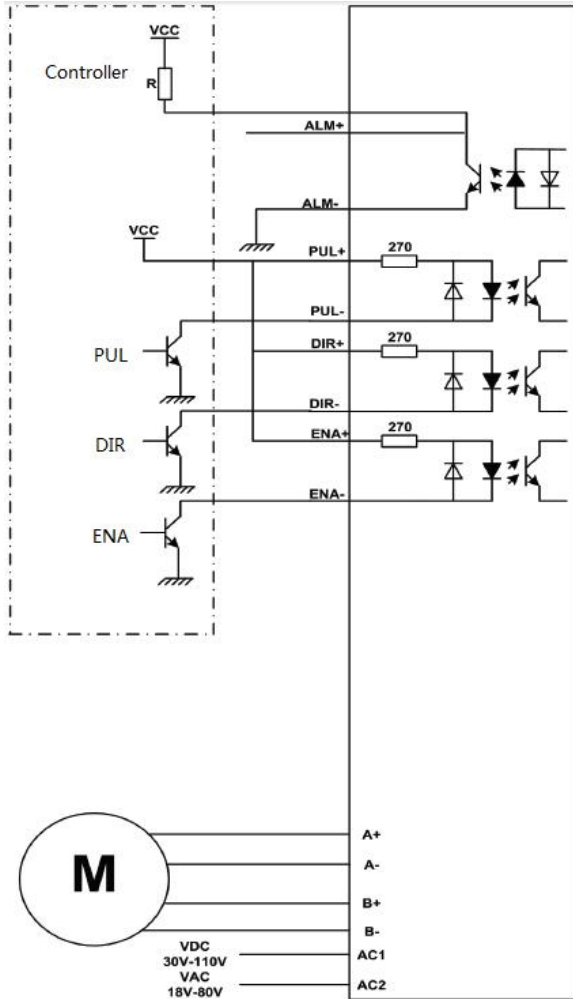 VCC
Controller
R
ALM+
ALM-
VCC
PUL+
270
PUL-
PUL
DIR+
270
DIR-
DIR
ENA+
270
ENA-
ENA
A+
M
A-
B+
B-
VDC
30V-110V
AC1
VAC
18V-80V
AC2